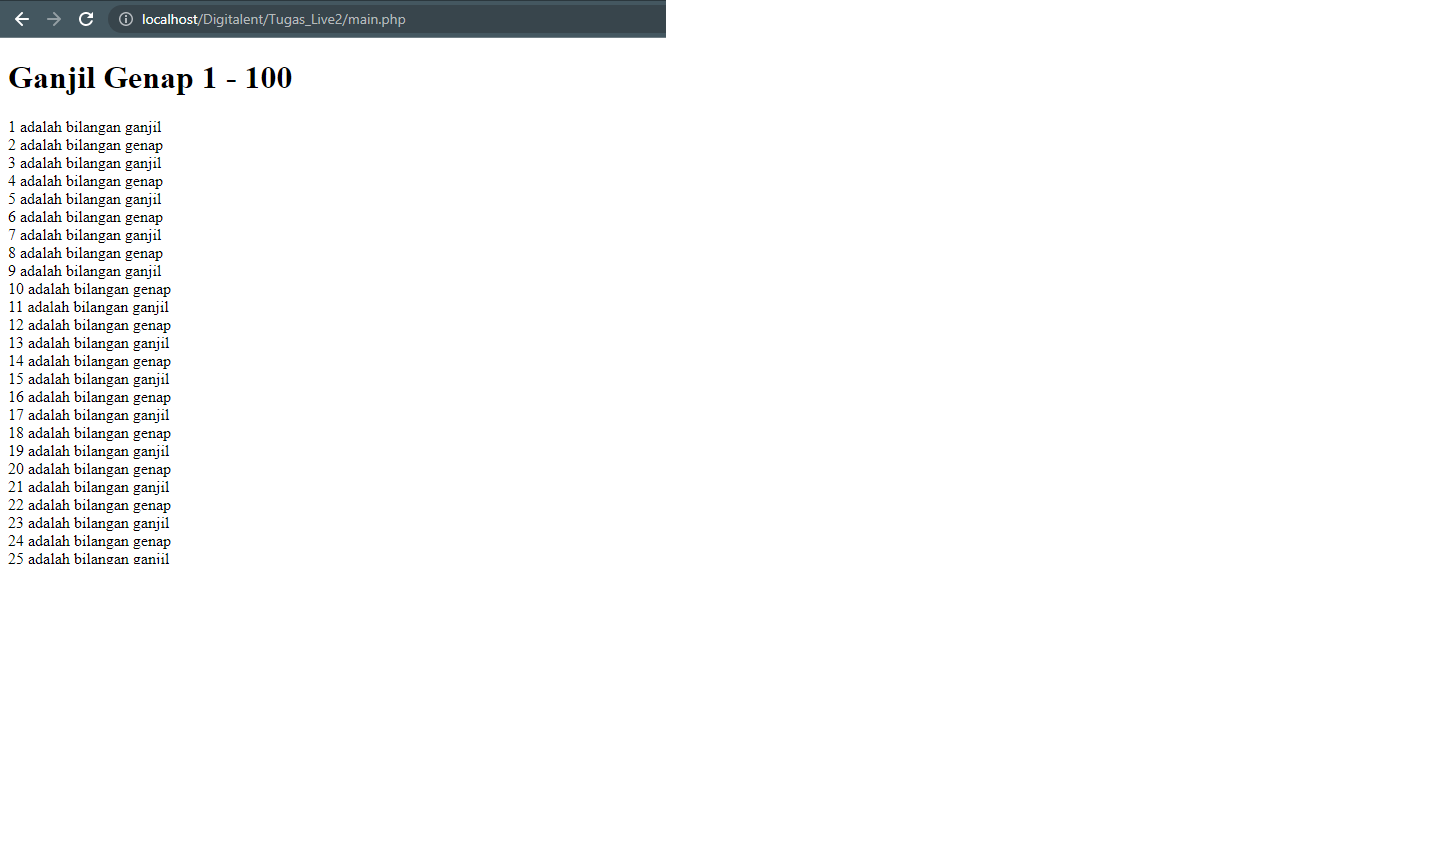 localhost/Digitalent/Tugas_Live2/main.php
Ganjil Genap 1 - 100
1 adalah bilangan ganjil
2 adalah bilangan genap
3 adalah bilangan ganjil
4 adalah bilangan genap
5 adalah bilangan ganjil
6 adalah bilangan genap
7 adalah bilangan ganjil
8 adalah bilangan genap
9 adalah bilangan ganjil
10 adalah bilangan genap
11 adalah bilangan ganjil
12 adalah bilangan genap
13 adalah bilangan ganjil
14 adalah bilangan genap
15 adalah bilangan ganjil
16 adalah bilangan genap
17 adalah bilangan ganjil
18 adalah bilangan genap
19 adalah bilangan ganjil
20 adalah bilangan genap
21 adalah bilangan ganjil
22 adalah bilangan genap
23 adalah bilangan ganjil
24 adalah bilangan genap
25 adalah bilangan ganjil